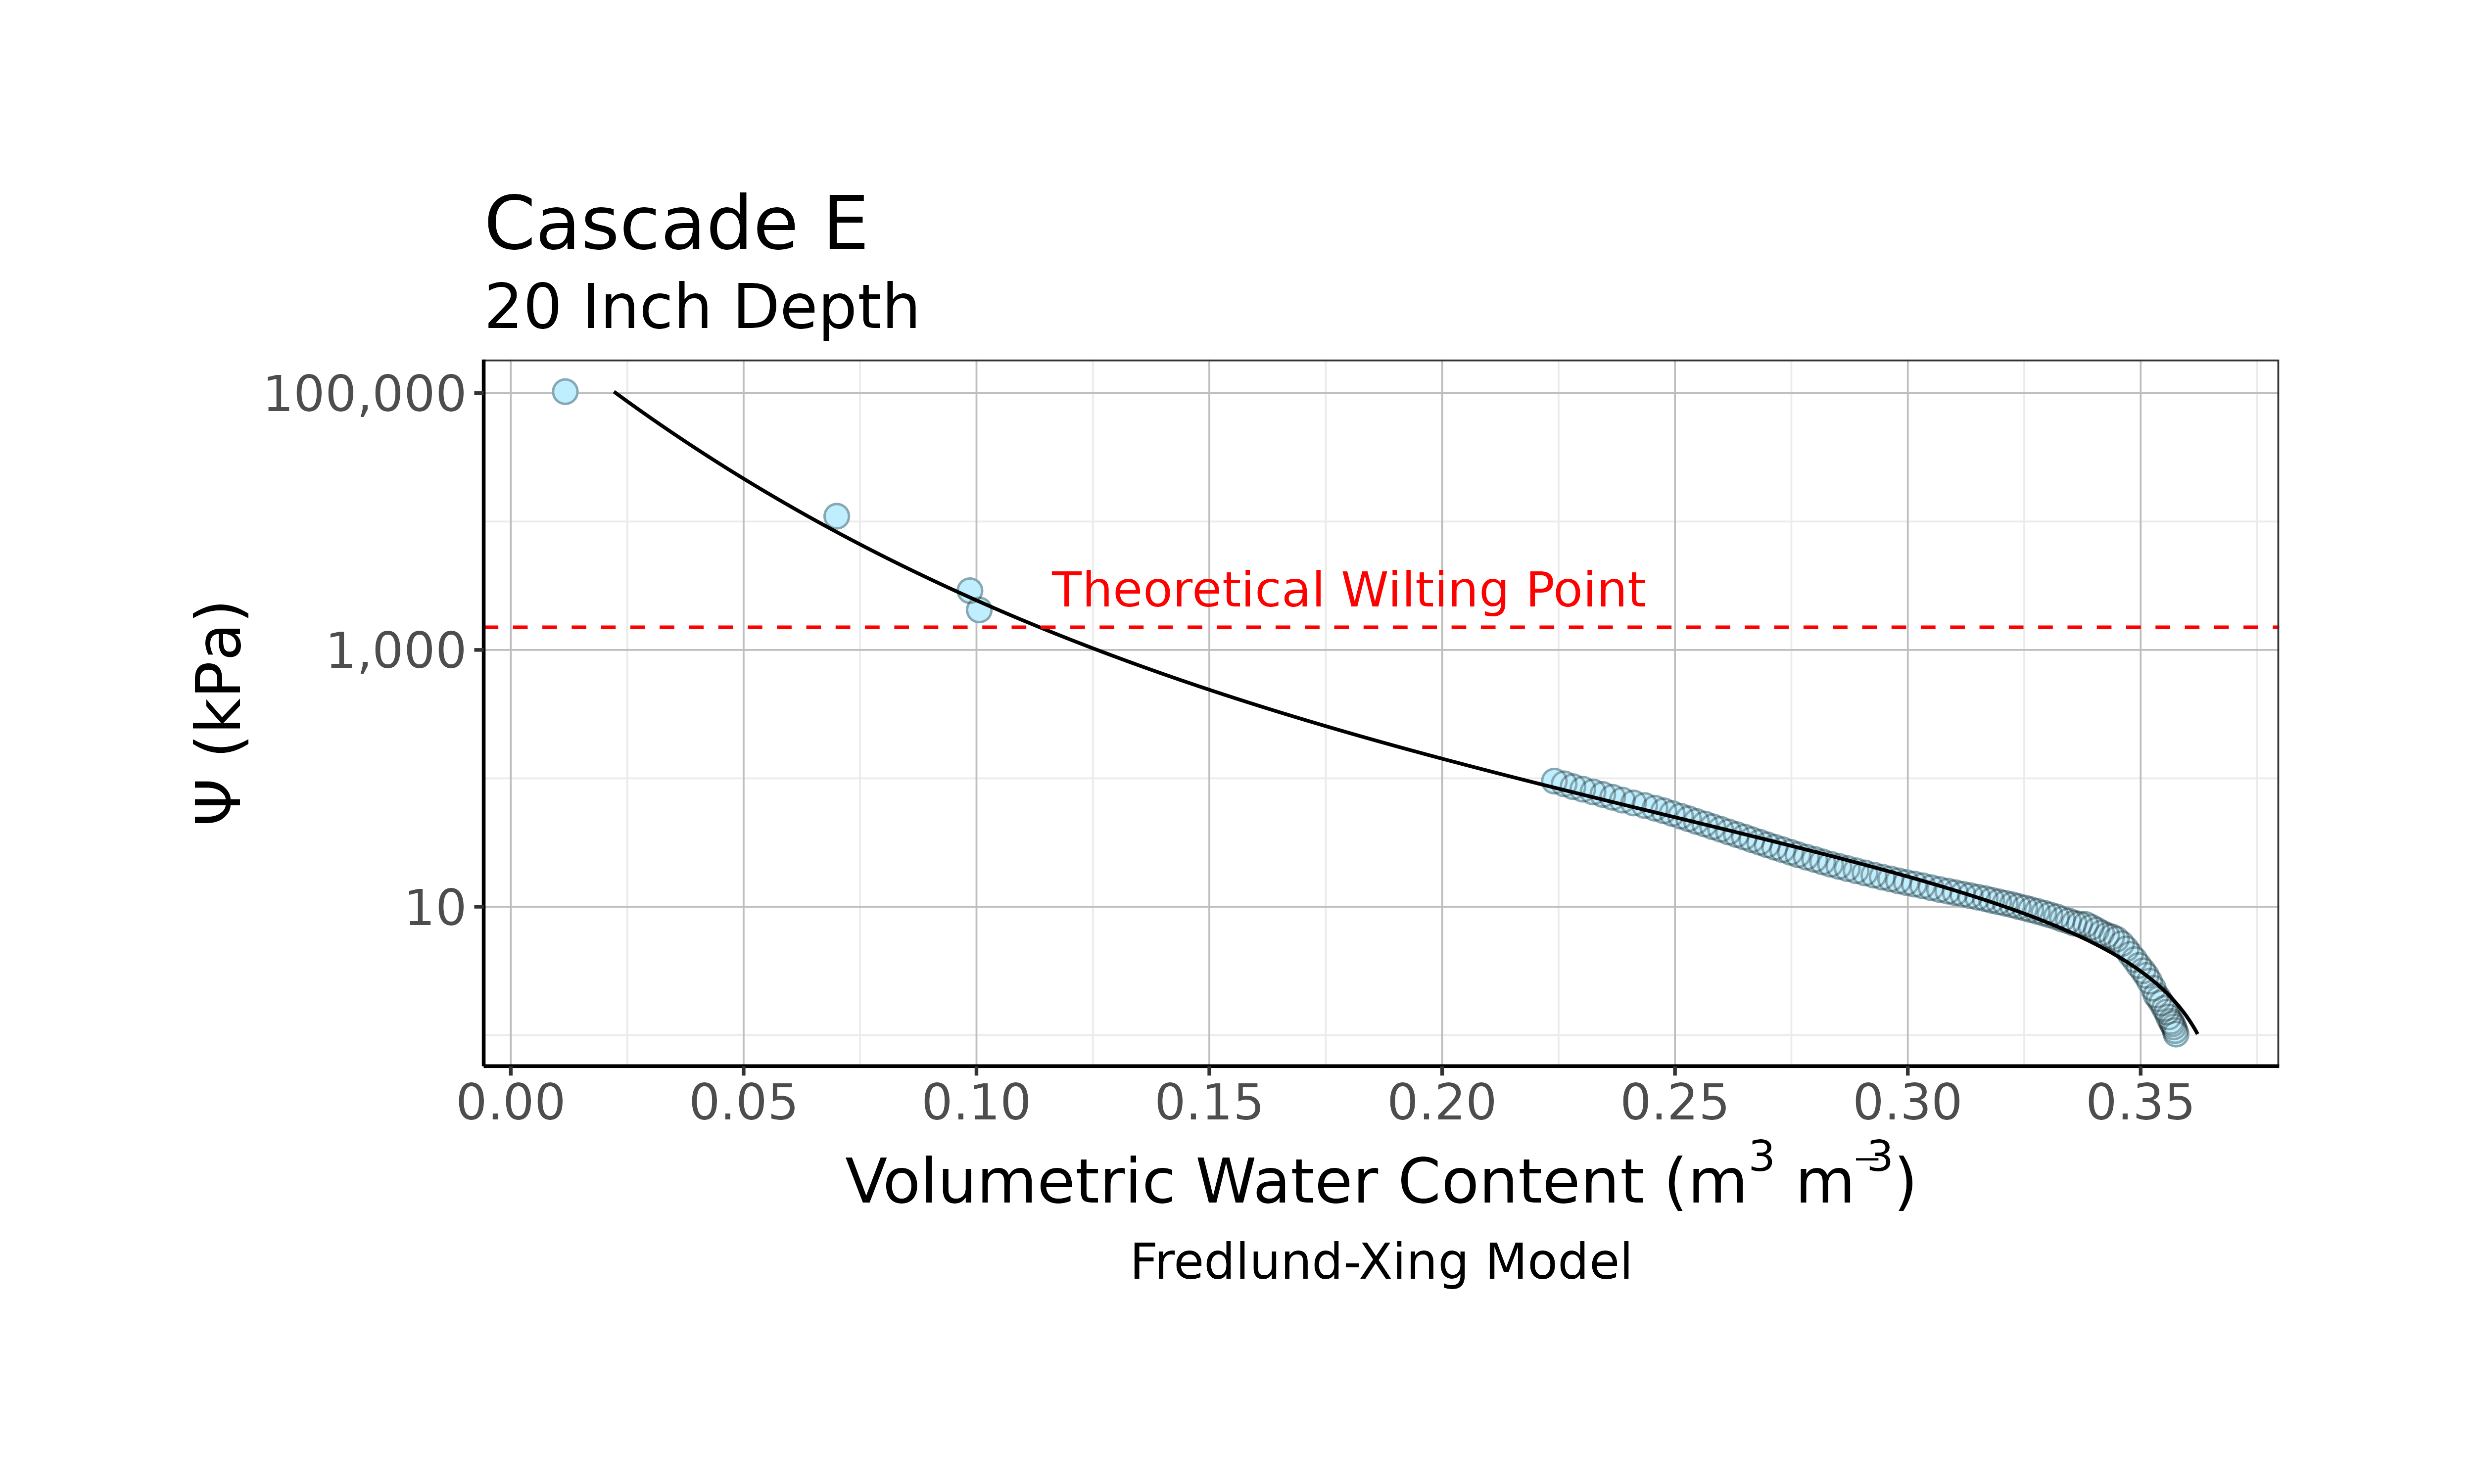 Cascade E
20 Inch Depth
100,000
1,000
10
Ψ (kPa)
Theoretical Wilting Point
0.00 0.05 0.10 0.15 0.20 0.25 0.30 0.35
Volumetric Water Content (m³ m⁻³)
Fredlund-Xing Model